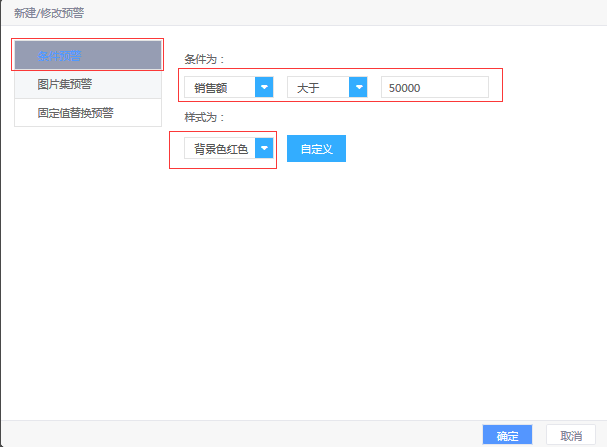 新建/修改预警
条件预警
图片集预警
固定值替换预警
条件为：
销售额 大于 50000
样式为：
背景色红色 自定义
确定 取消